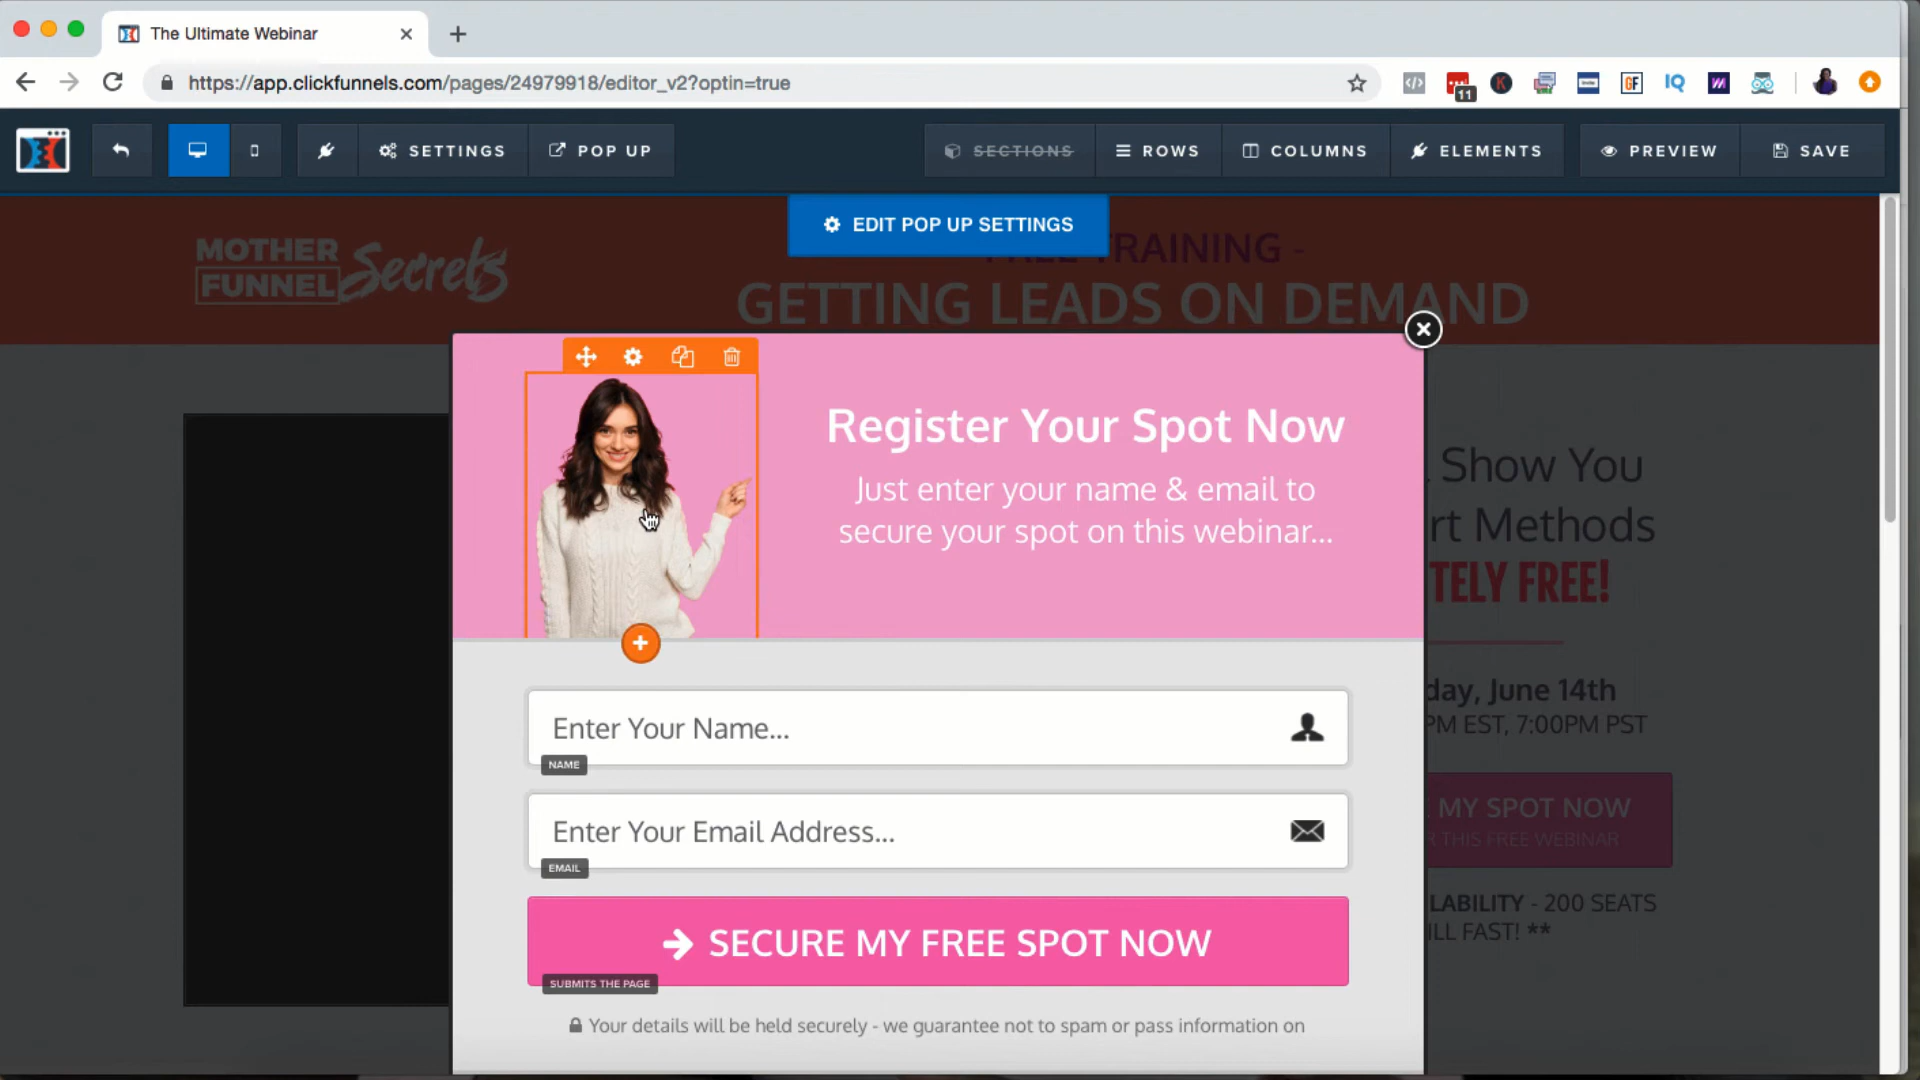 The Ultimate Webinar
https://app.clickfunnels.com/pages/24979918/editor_v2?optin=true
11
K
GF
IQ
SETTINGS
POP UP
SECTIONS
ROWS
COLUMNS
ELEMENTS
PREVIEW
SAVE
EDIT POP UP SETTINGS
MOTHER
FUNNEL
Secrets
TRAINING -
GETTING LEADS ON DEMAND
Register Your Spot Now
Just enter your name & email to
secure your spot on this webinar...
Show You
rt Methods
TELY FREE!
day, June 14th
PM EST, 7:00PM PST
MY SPOT NOW
THIS FREE WEBINAR
LABILITY - 200 SEATS
ILL FAST! **
Enter Your Name...
NAME
Enter Your Email Address...
EMAIL
SECURE MY FREE SPOT NOW
SUBMITS THE PAGE
Your details will be held securely - we guarantee not to spam or pass information on